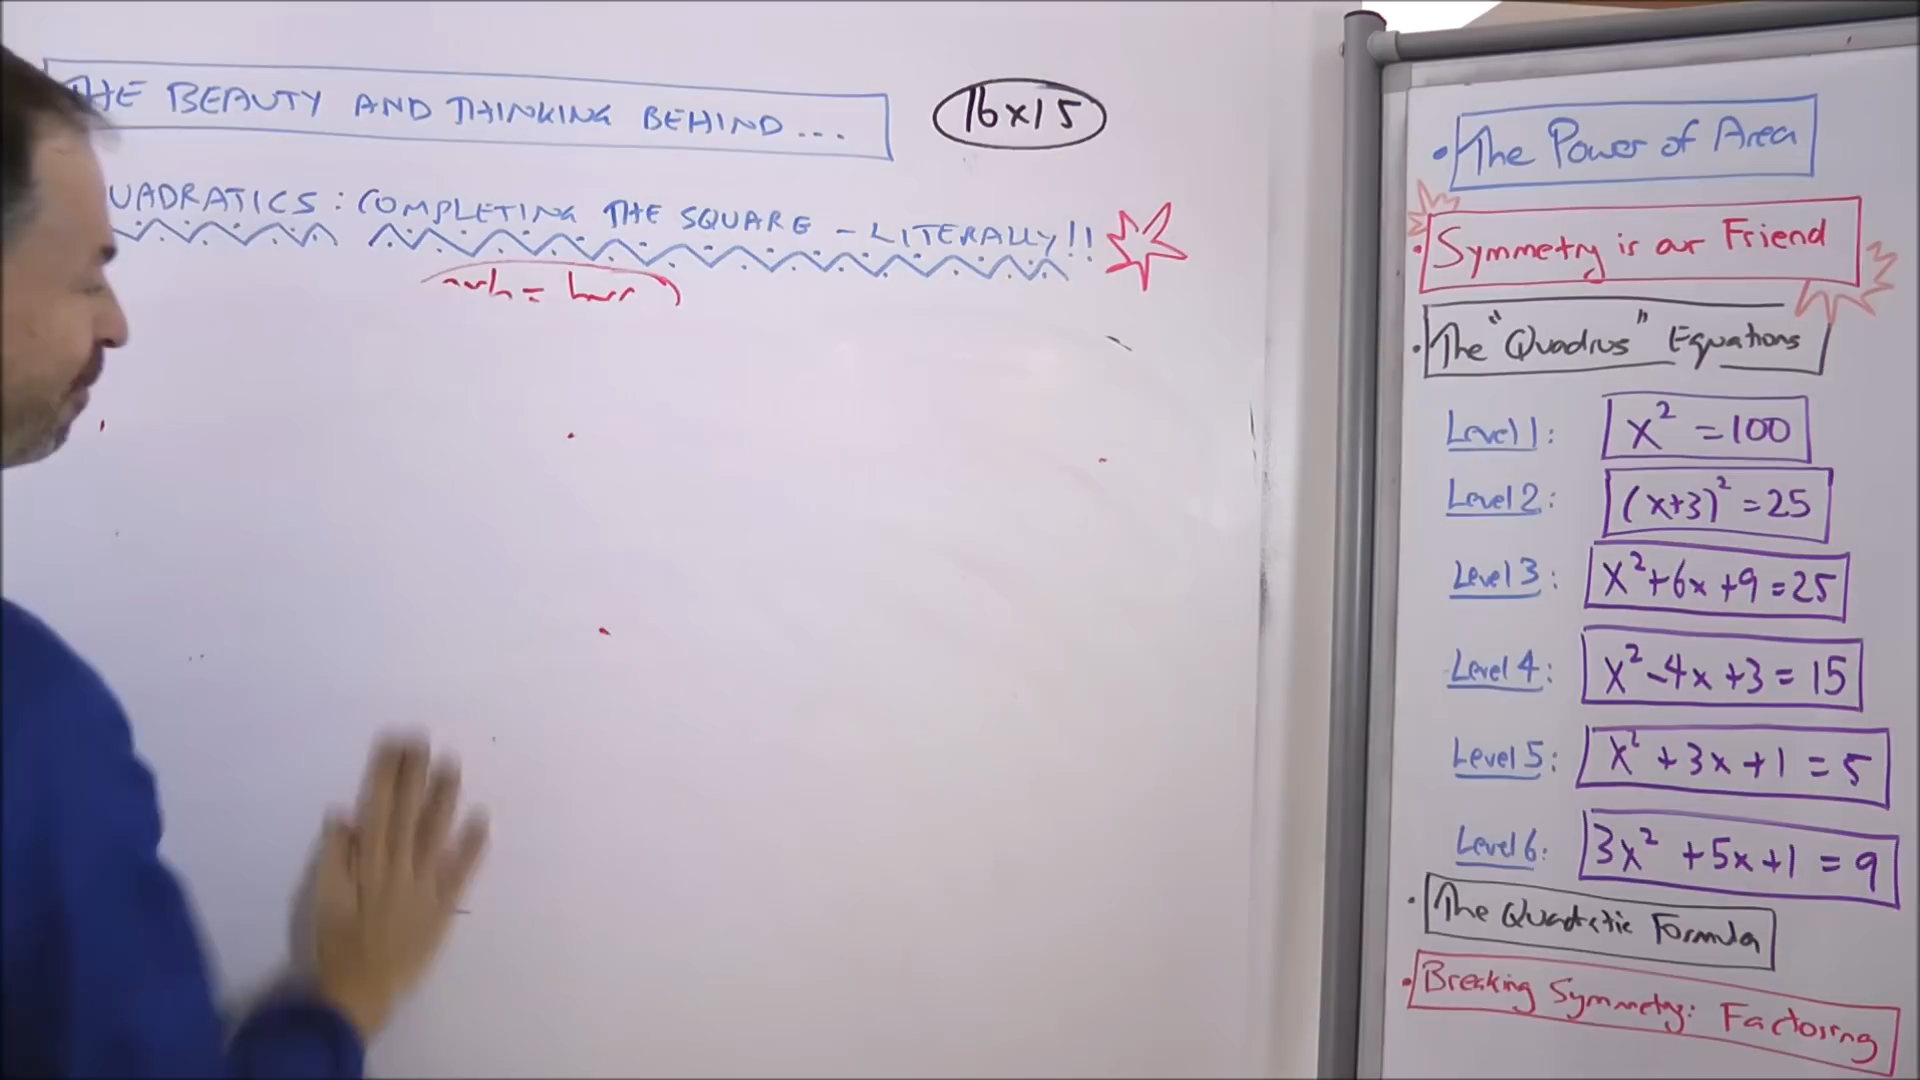 THE BEAUTY AND THINKING BEHIND...
16x15
UADRATICS: COMPLETING THE SQUARE - LITERALLY!!
• The Power of Area
• Symmetry is our Friend
• The "Quadrus" Equations
Level 1: x² = 100
Level 2: (x+3)² = 25
Level 3: x²+6x+9=25
Level 4: x²-4x+3=15
Level 5: x²+3x+1=5
Level 6: 3x²+5x+1=9
• The Quadratic Formula
• Breaking Symmetry: Factoring